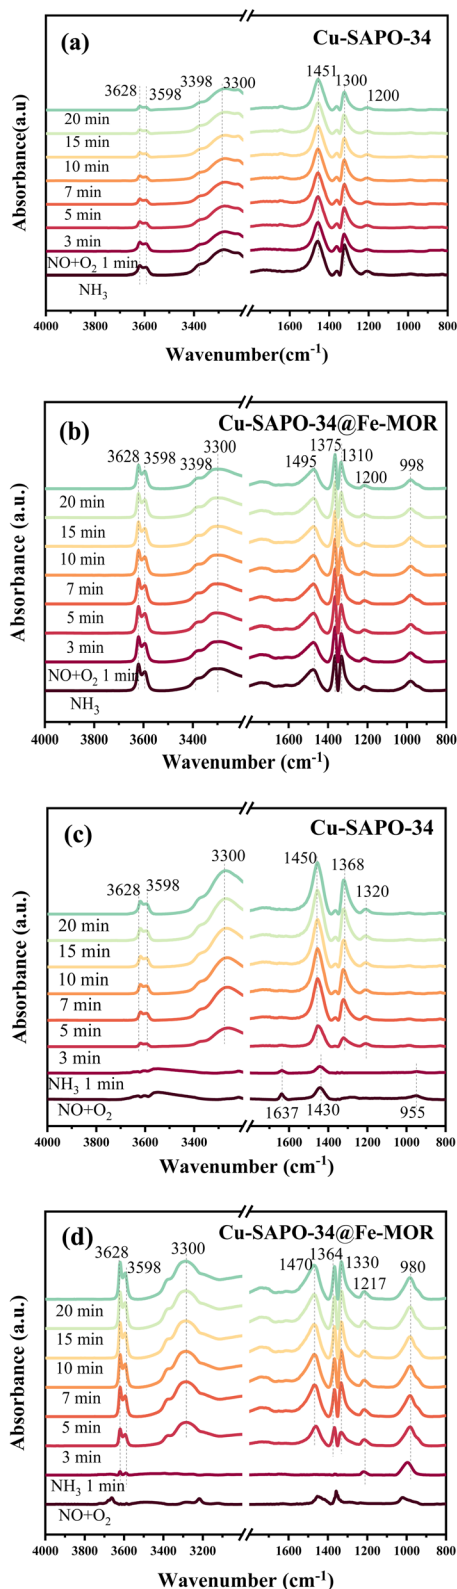 (a)
Cu-SAPO-34
3628
3598
3398
3300
1451
1300
1200
20 min
15 min
10 min
7 min
5 min
3 min
NO+O2 1 min
NH3
Absorbance(a.u)
4000 3800 3600 3400 1600 1400 1200 1000 800
Wavenumber(cm-1)
(b)
Cu-SAPO-34@Fe-MOR
3628
3598
3398
3300
1495
1375
1310
1200
998
20 min
15 min
10 min
7 min
5 min
3 min
NO+O2 1 min
NH3
Absorbance (a.u.)
4000 3800 3600 3400 1600 1400 1200 1000 800
Wavenumber (cm-1)
(c)
Cu-SAPO-34
3628
3598
3300
1450
1368
1320
20 min
15 min
10 min
7 min
5 min
3 min
NH3 1 min
NO+O2
1637
1430
955
Absorbance (a.u.)
4000 3800 3600 3400 1600 1400 1200 1000 800
Wavenumber (cm-1)
(d)
Cu-SAPO-34@Fe-MOR
3628
3598
3300
1470
1364
1330
1217
980
20 min
15 min
10 min
7 min
5 min
3 min
NH3 1 min
NO+O2
Absorbance (a.u.)
4000 3800 3600 3400 3200 1600 1400 1200 1000 800
Wavenumber (cm-1)